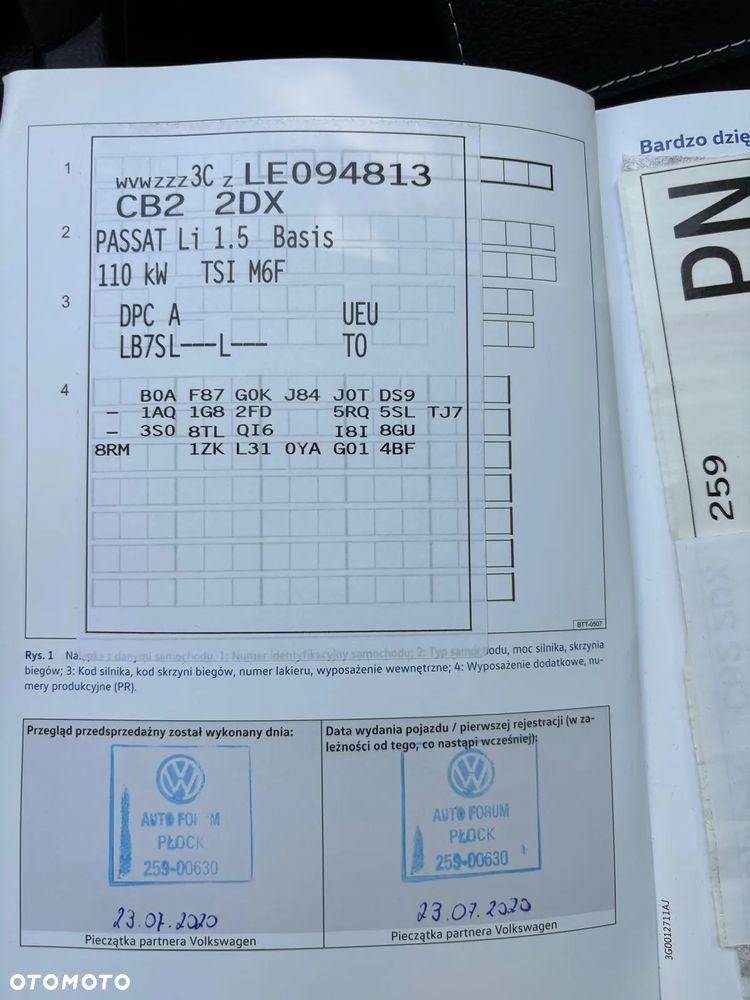 Bardzo dzię
1
WVWZZZ 3C Z LE094813
CB2 2DX
2
PASSAT Li 1.5 Basis
110 kW TSI M6F
3
DPC A UEU
LB7SL---L--- TO
4
B0A F87 G0K J84 J0T DS9
- 1AQ 1G8 2FD 5RQ 5SL TJ7
- 3S0 8TL QI6 I8I 8GU
8RM 1ZK L31 0YA G01 4BF
BTT-0507
PN
259
Rys. 1 Naklejka z danymi samochodu. 1: Numer identyfikacyjny samochodu; 2: Typ samochodu, moc silnika, skrzynia
biegów; 3: Kod silnika, kod skrzyni biegów, numer lakieru, wyposażenie wewnętrzne; 4: Wyposażenie dodatkowe, nu-
mery produkcyjne (PR).
Przegląd przedsprzedażny został wykonany dnia:
AUTO FORUM
PŁOCK
259-00630
23.07.2020
Pieczątka partnera Volkswagen
Data wydania pojazdu / pierwszej rejestracji (w za-
leżności od tego, co nastąpi wcześniej):
AUTO FORUM
PŁOCK
259-00630
23.07.2020
Pieczątka partnera Volkswagen
3G0012711AJ
OTOMOTO